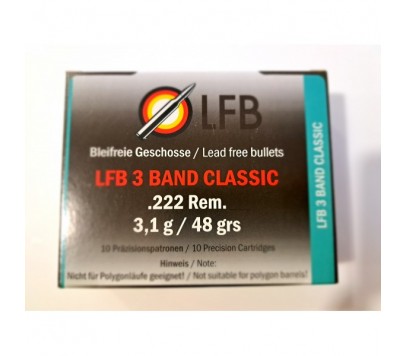 LFB
Bleifreie Geschosse / Lead free bullets
LFB 3 BAND CLASSIC
.222 Rem.
3,1 g / 48 grs
10 Präzisionspatronen / 10 Precision Cartridges
Hinweis / Note:
Nicht für Polygonläufe geeignet! / Not suitable for polygon barrels!
LFB 3 BAND CLASSIC